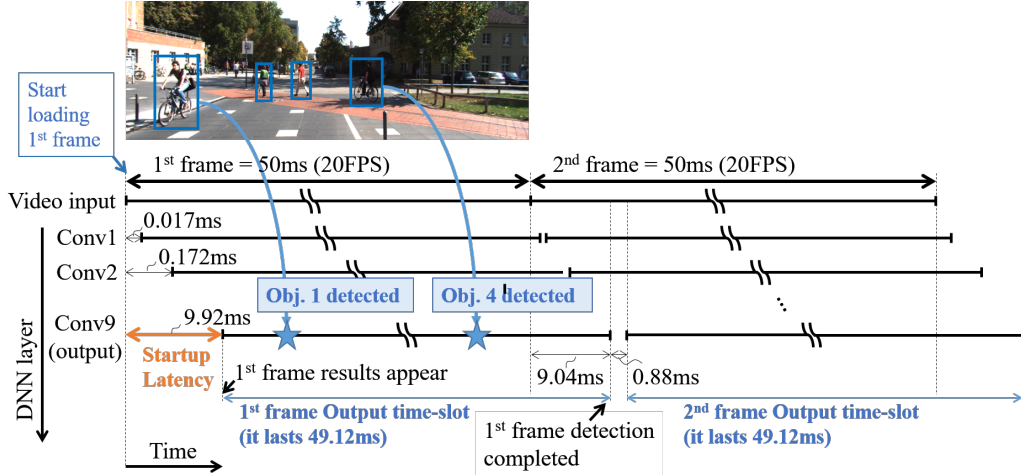 Start
loading
1st frame
1st frame = 50ms (20FPS)
2nd frame = 50ms (20FPS)
Video input
0.017ms
Conv1
0.172ms
Conv2
Obj. 1 detected
Obj. 4 detected
...
Conv9
(output)
9.92ms
Startup
Latency
DNN layer
1st frame results appear
9.04ms
0.88ms
1st frame Output time-slot
(it lasts 49.12ms)
2nd frame Output time-slot
(it lasts 49.12ms)
1st frame detection
completed
Time